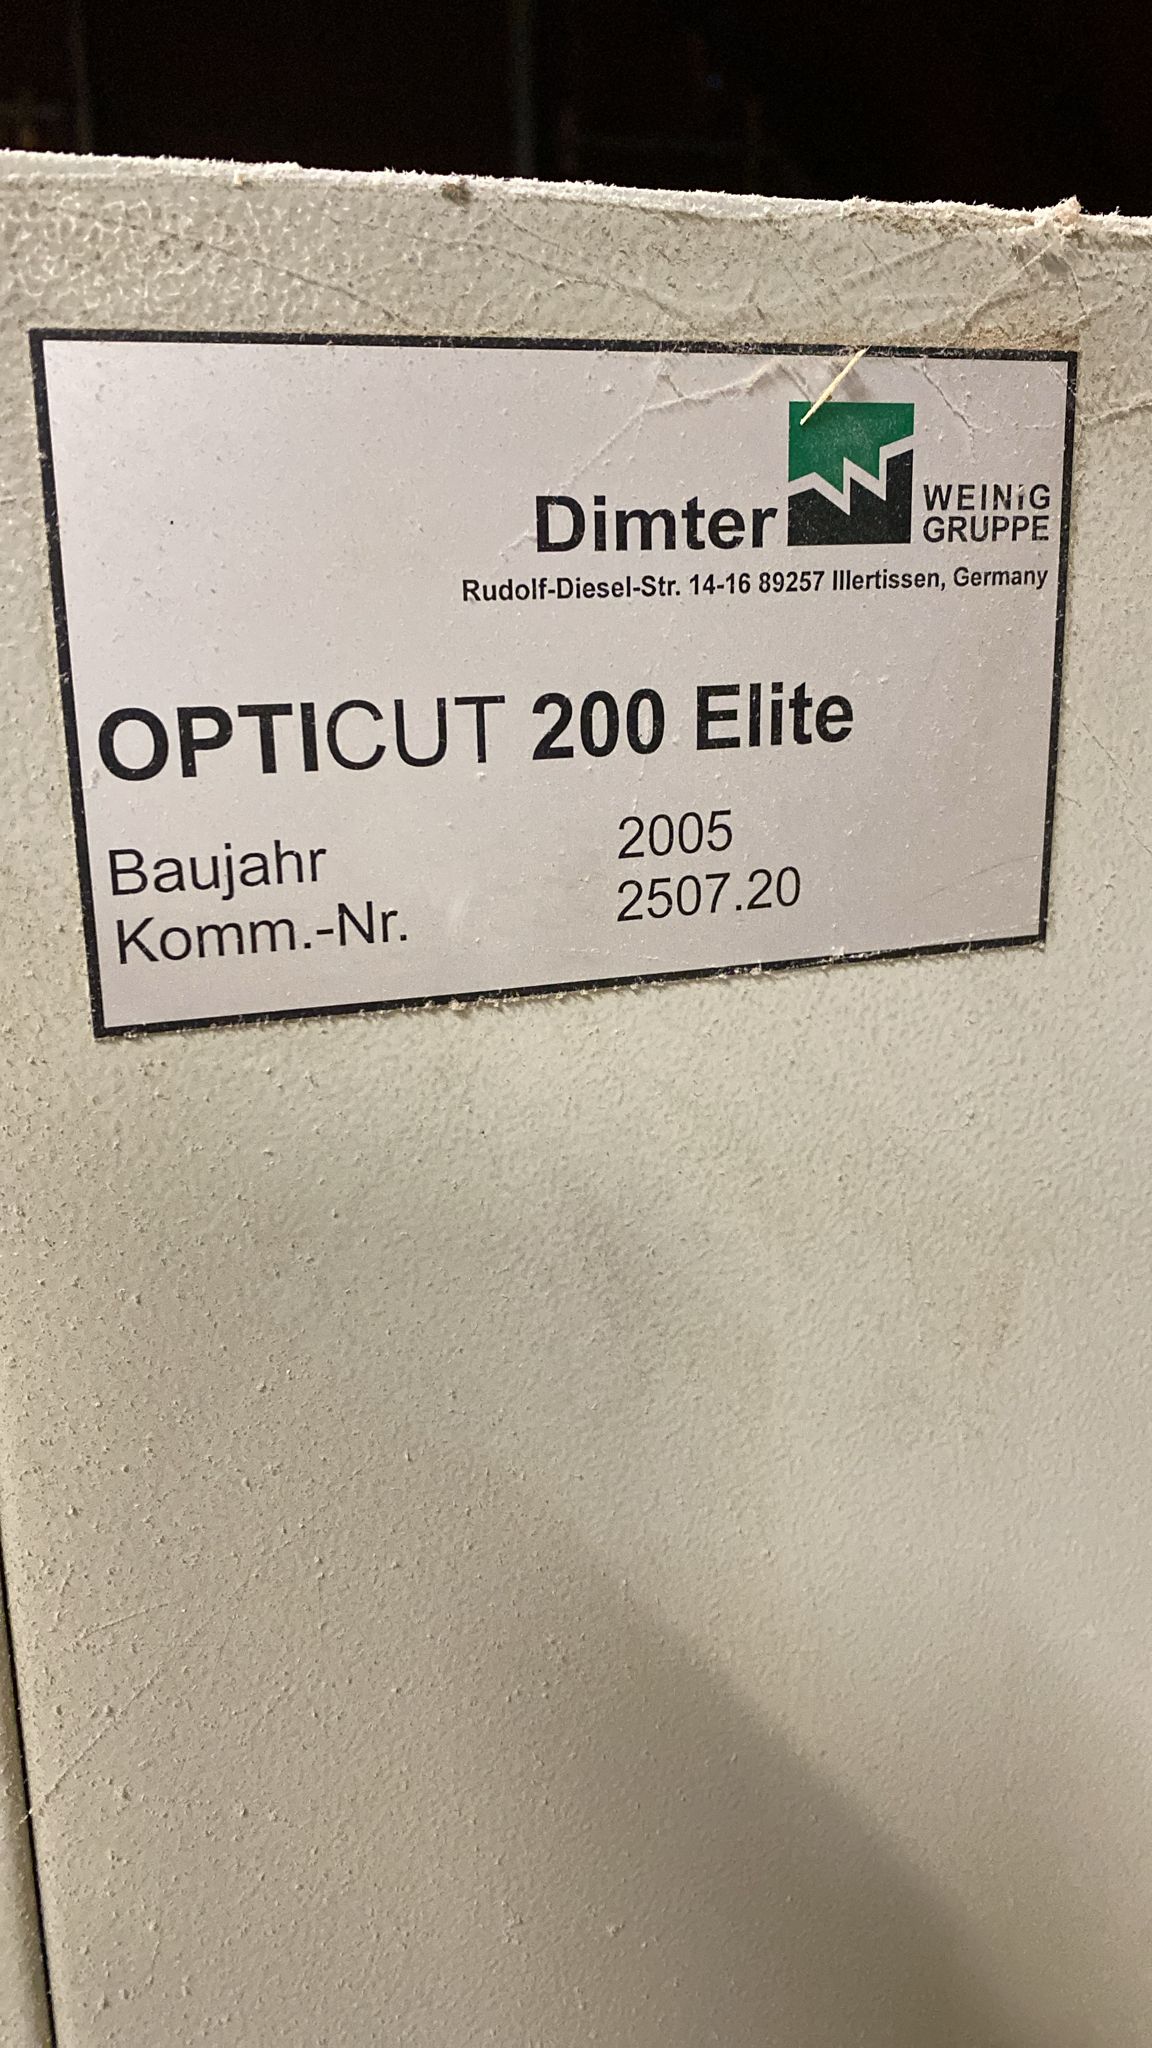 Dimter WEINIG
GRUPPE
Rudolf-Diesel-Str. 14-16 89257 Illertissen, Germany
OPTICUT 200 Elite
Baujahr 2005
Komm.-Nr. 2507.20